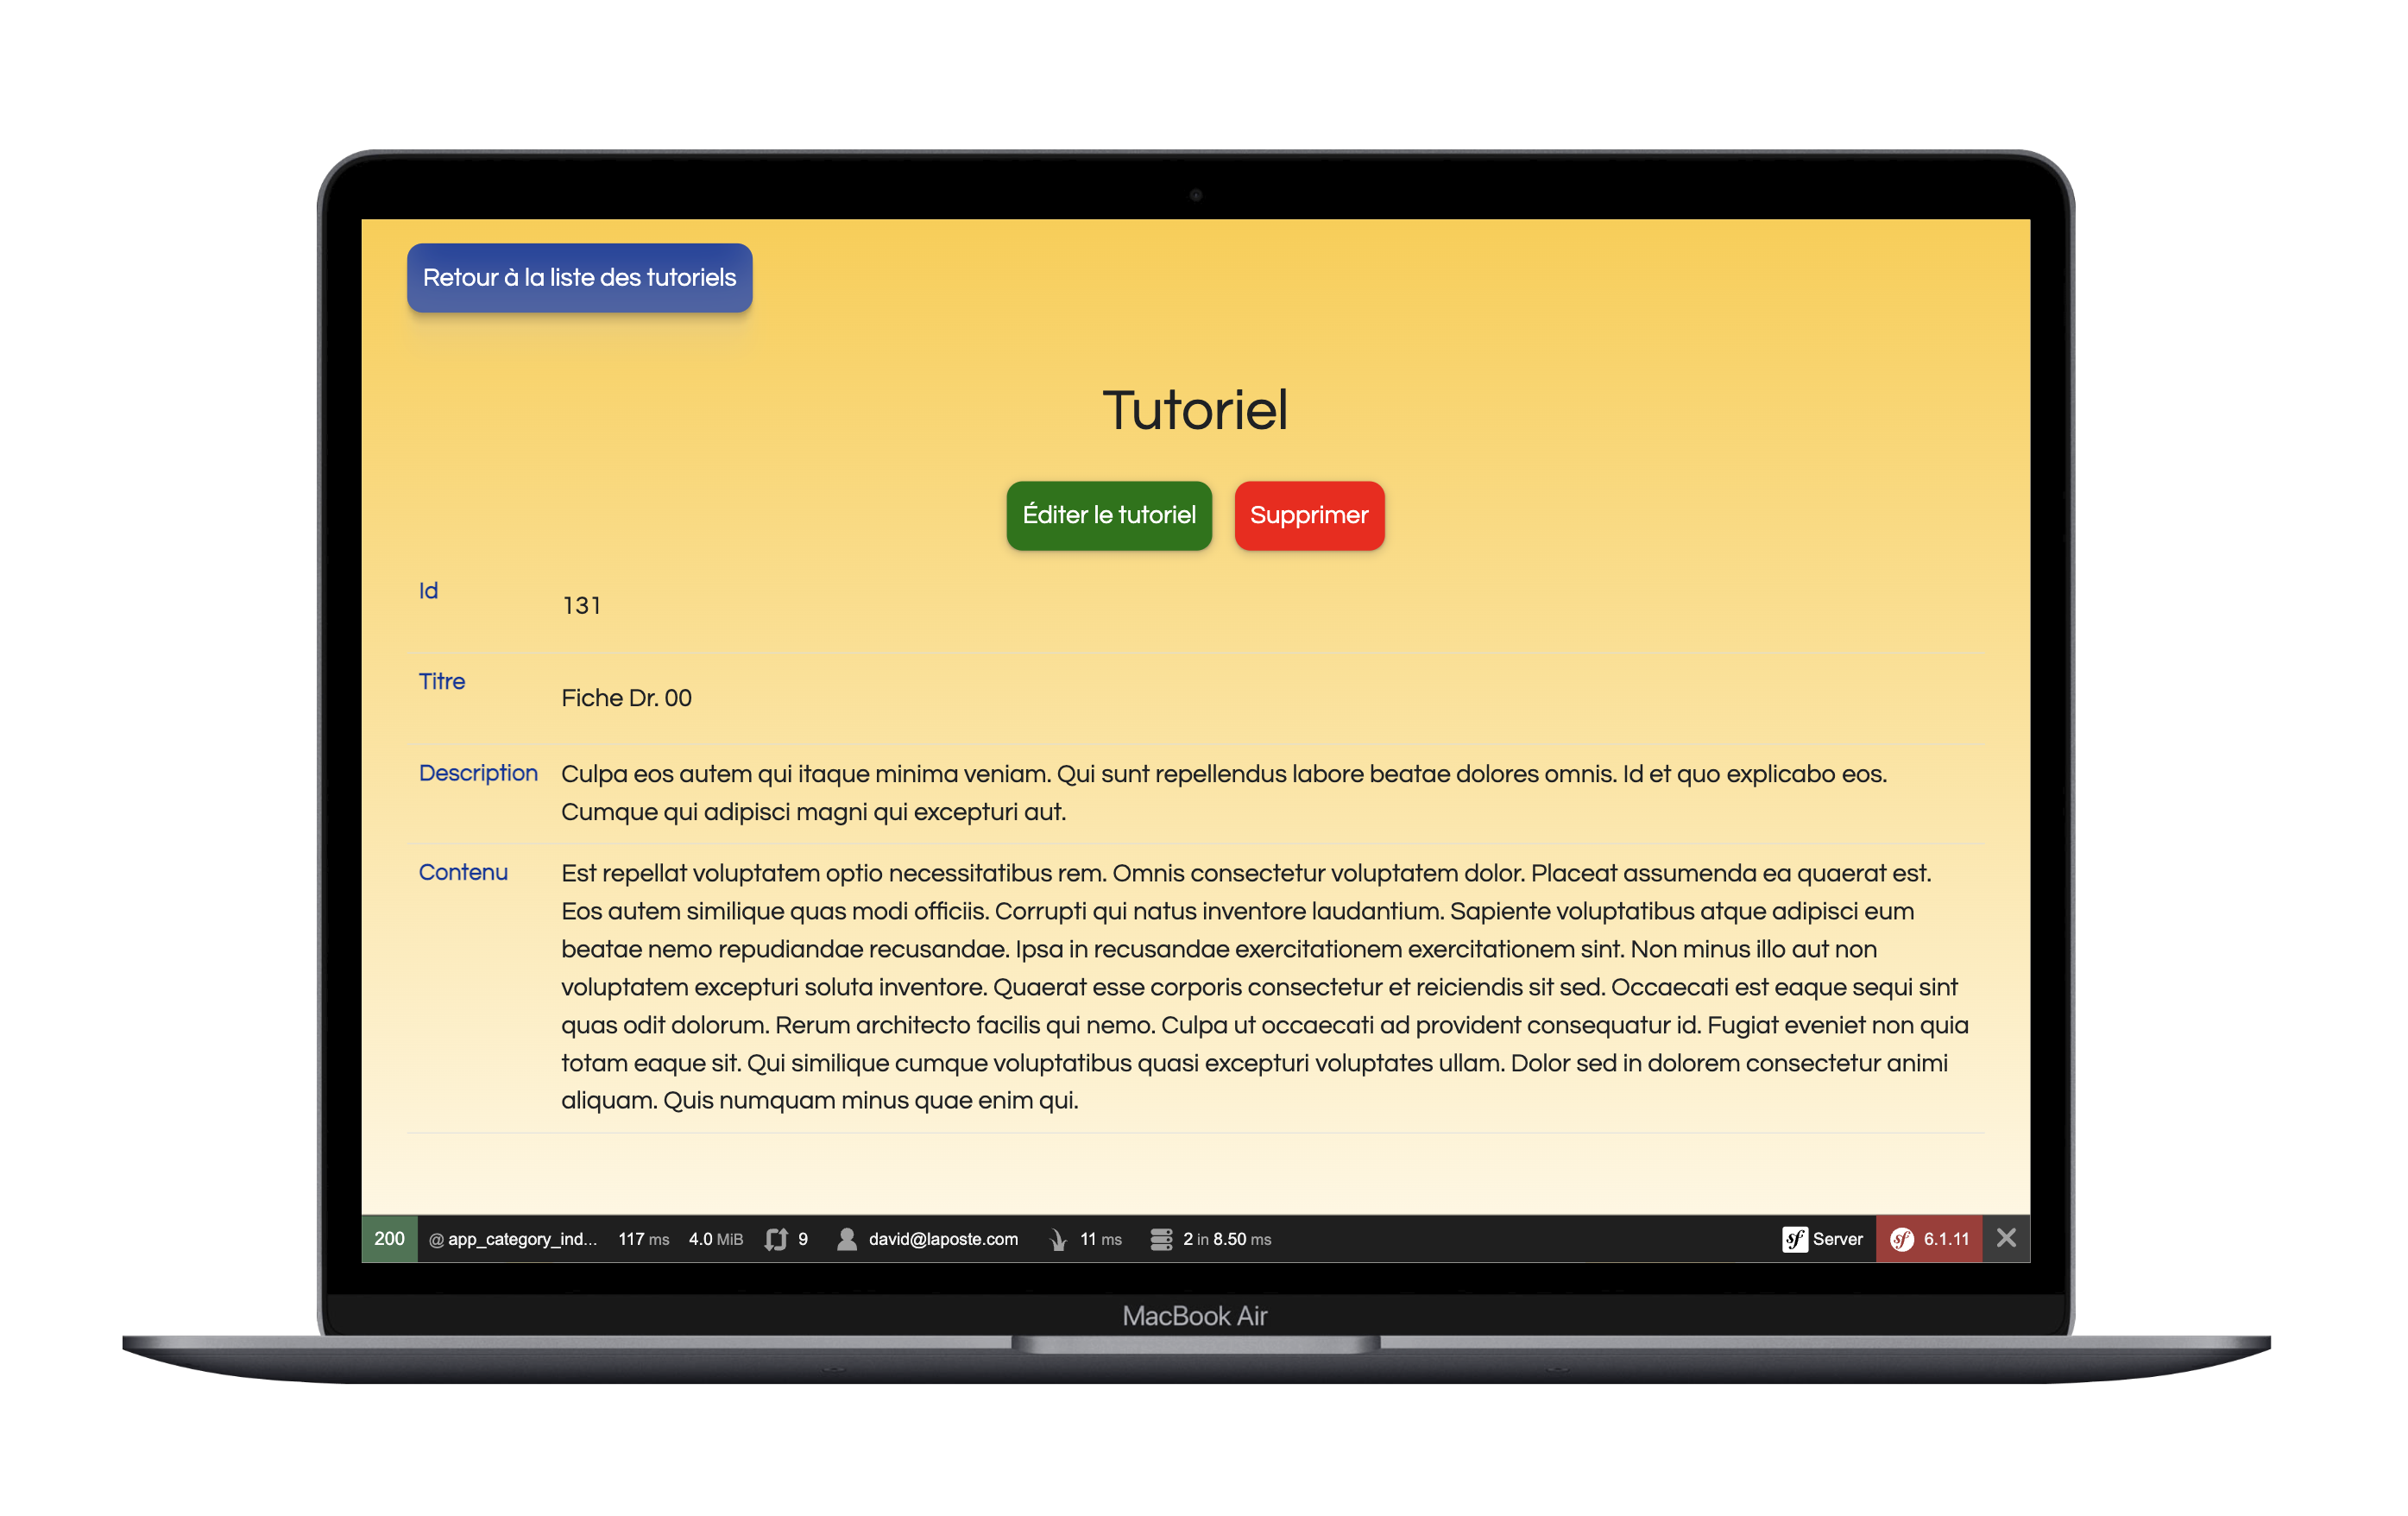 Retour à la liste des tutoriels
Tutoriel
Éditer le tutoriel Supprimer
Id 131
Titre Fiche Dr. 00
Description Culpa eos autem qui itaque minima veniam. Qui sunt repellendus labore beatae dolores omnis. Id et quo explicabo eos.
Cumque qui adipisci magni qui excepturi aut.
Contenu Est repellat voluptatem optio necessitatibus rem. Omnis consectetur voluptatem dolor. Placeat assumenda ea quaerat est.
Eos autem similique quas modi officiis. Corrupti qui natus inventore laudantium. Sapiente voluptatibus atque adipisci eum
beatae nemo repudiandae recusandae. Ipsa in recusandae exercitationem exercitationem sint. Non minus illo aut non
voluptatem excepturi soluta inventore. Quaerat esse corporis consectetur et reiciendis sit sed. Occaecati est eaque sequi sint
quas odit dolorum. Rerum architecto facilis qui nemo. Culpa ut occaecati ad provident consequatur id. Fugiat eveniet non quia
totam eaque sit. Qui similique cumque voluptatibus quasi excepturi voluptates ullam. Dolor sed in dolorem consectetur animi
aliquam. Quis numquam minus quae enim qui.
200 @ app_category_ind... 117 ms 4.0 MiB 9 david@laposte.com 11 ms 2 in 8.50 ms sf Server sf 6.1.11
MacBook Air